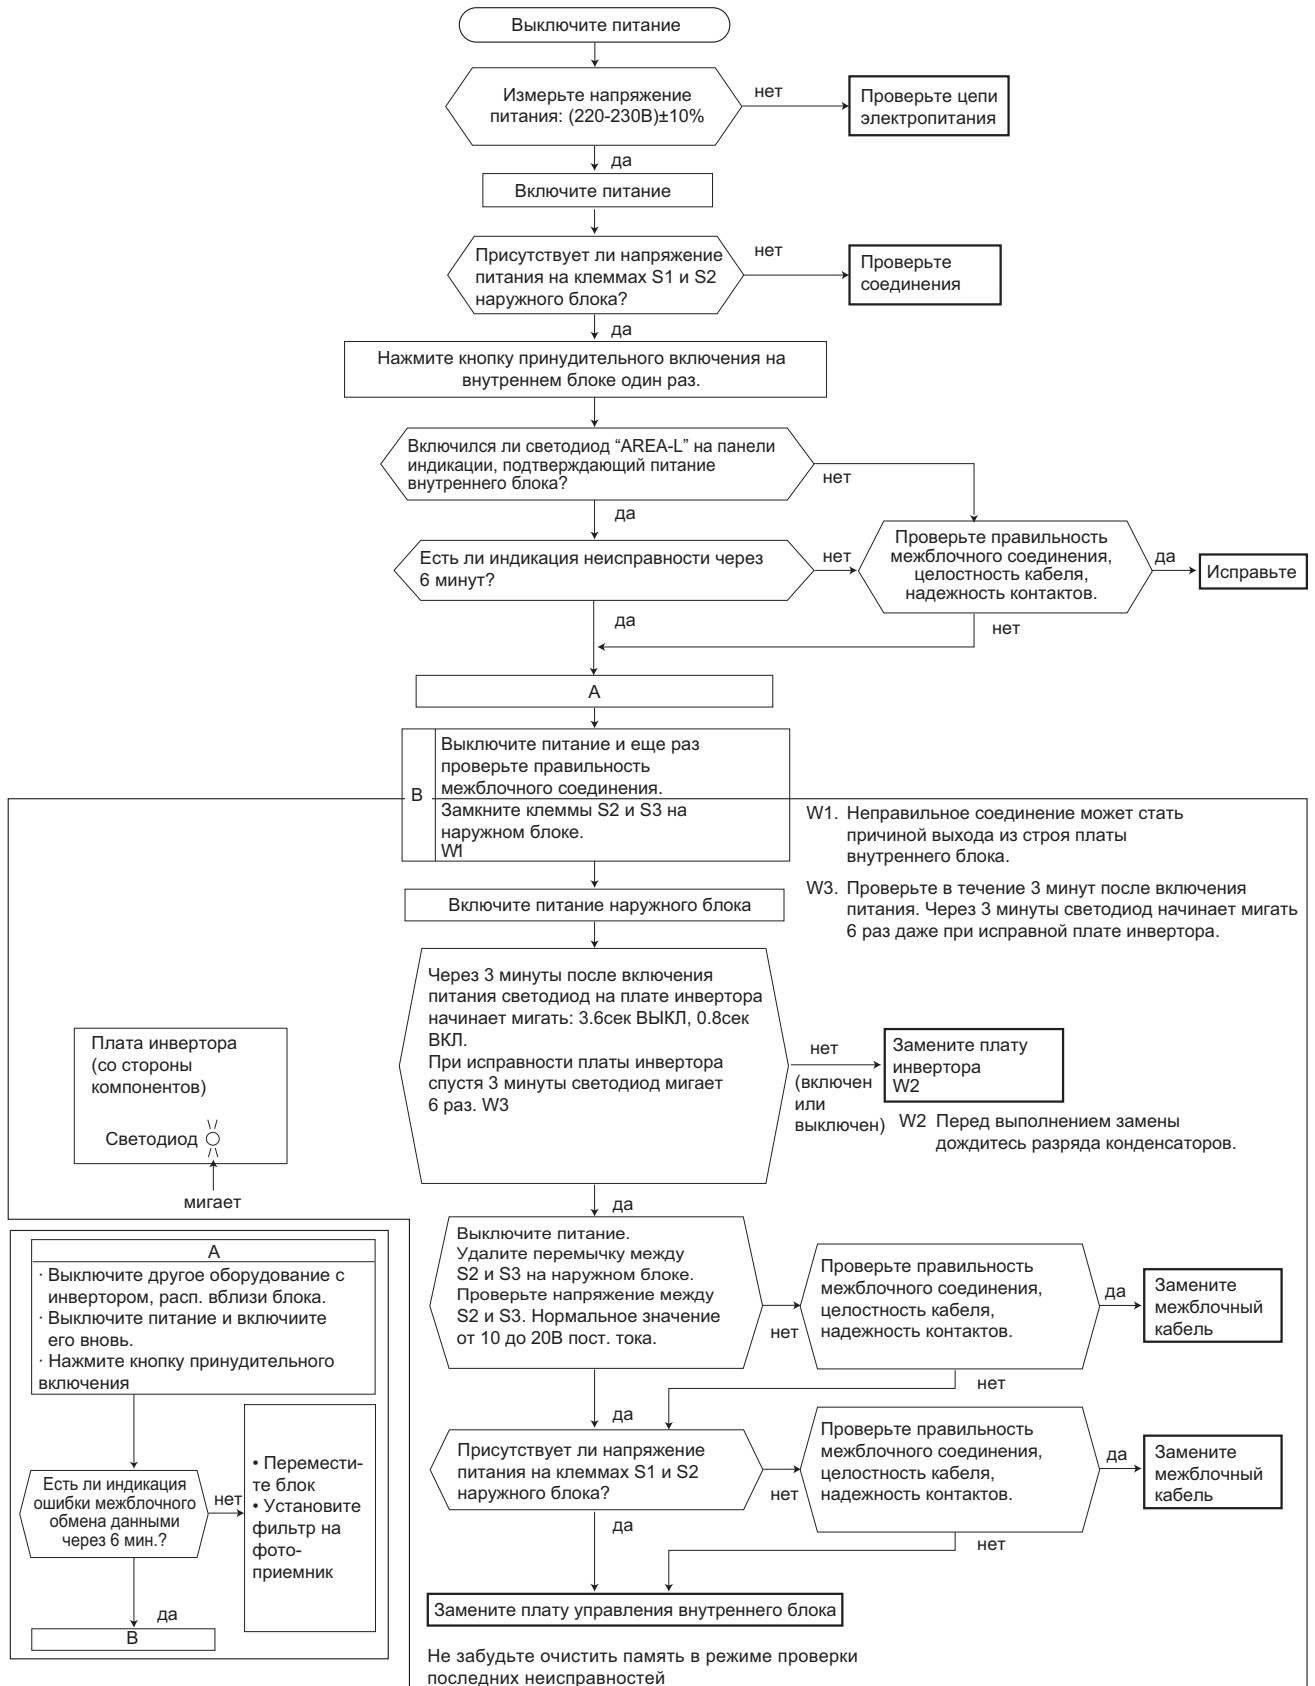 Выключите питание
Измерьте напряжение
питания: (220-230В)±10%
нет
Проверьте цепи
электропитания
да
Включите питание
Присутствует ли напряжение
питания на клеммах S1 и S2
наружного блока?
нет
Проверьте
соединения
да
Нажмите кнопку принудительного включения на
внутреннем блоке один раз.
Включился ли светодиод “AREA-L” на панели
индикации, подтверждающий питание
внутреннего блока?
нет
да
Есть ли индикация неисправности через
6 минут?
нет
Проверьте правильность
межблочного соединения,
целостность кабеля,
надежность контактов.
да
Исправьте
да
нет
A
B
Выключите питание и еще раз
проверьте правильность
межблочного соединения.
Замкните клеммы S2 и S3 на
наружном блоке.
W1
W1. Неправильное соединение может стать
причиной выхода из строя платы
внутреннего блока.
W3. Проверьте в течение 3 минут после включения
питания. Через 3 минуты светодиод начинает мигать
6 раз даже при исправной плате инвертора.
Включите питание наружного блока
Через 3 минуты после включения
питания светодиод на плате инвертора
начинает мигать: 3.6сек ВЫКЛ, 0.8сек
ВКЛ.
При исправности платы инвертора
спустя 3 минуты светодиод мигает
6 раз. W3
нет
(включен
или
выключен)
Замените плату
инвертора
W2
W2 Перед выполнением замены
дождитесь разряда конденсаторов.
Плата инвертора
(со стороны
компонентов)
Светодиод
мигает
да
Выключите питание.
Удалите перемычку между
S2 и S3 на наружном блоке.
Проверьте напряжение между
S2 и S3. Нормальное значение
от 10 до 20В пост. тока.
нет
Проверьте правильность
межблочного соединения,
целостность кабеля,
надежность контактов.
да
Замените
межблочный
кабель
нет
да
Присутствует ли напряжение
питания на клеммах S1 и S2
наружного блока?
нет
Проверьте правильность
межблочного соединения,
целостность кабеля,
надежность контактов.
да
Замените
межблочный
кабель
нет
да
Замените плату управления внутреннего блока
Не забудьте очистить память в режиме проверки
последних неисправностей
A
· Выключите другое оборудование с
инвертором, расп. вблизи блока.
· Выключите питание и включиите
его вновь.
· Нажмите кнопку принудительного
включения
Есть ли индикация
ошибки межблочного
обмена данными
через 6 мин.?
нет
• Перемести-
те блок
• Установите
фильтр на
фото-
приемник
да
B